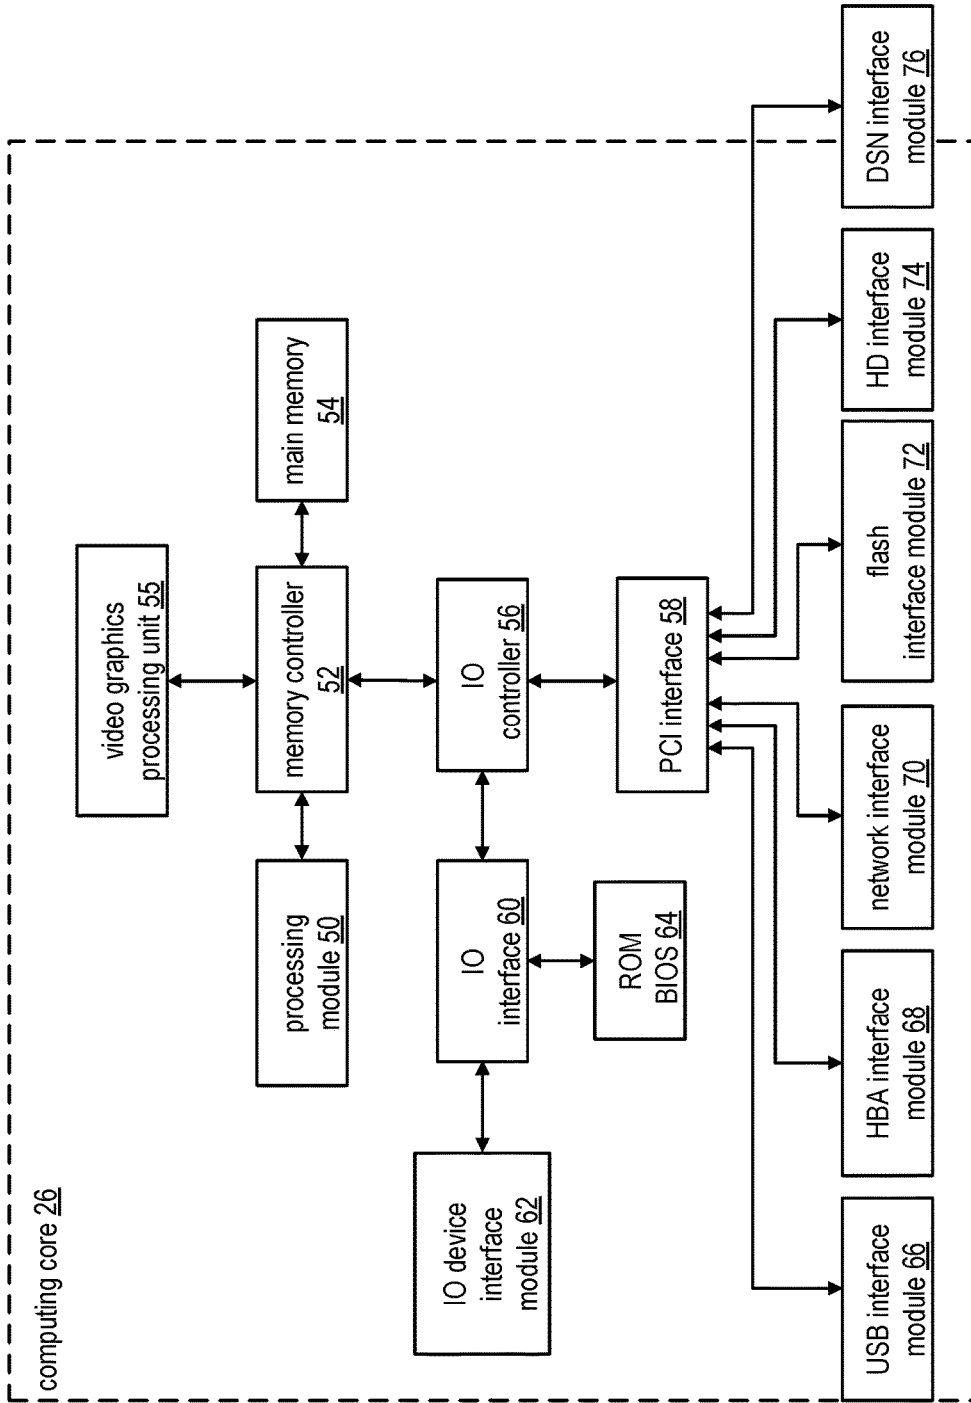 computing core 26
video graphics
processing unit 55
processing
module 50
memory controller
52
main memory
54
IO device
interface
module 62
IO
interface 60
IO
controller 56
ROM
BIOS 64
PCI interface 58
USB interface
module 66
HBA interface
module 68
network interface
module 70
flash
interface module 72
HD interface
module 74
DSN interface
module 76